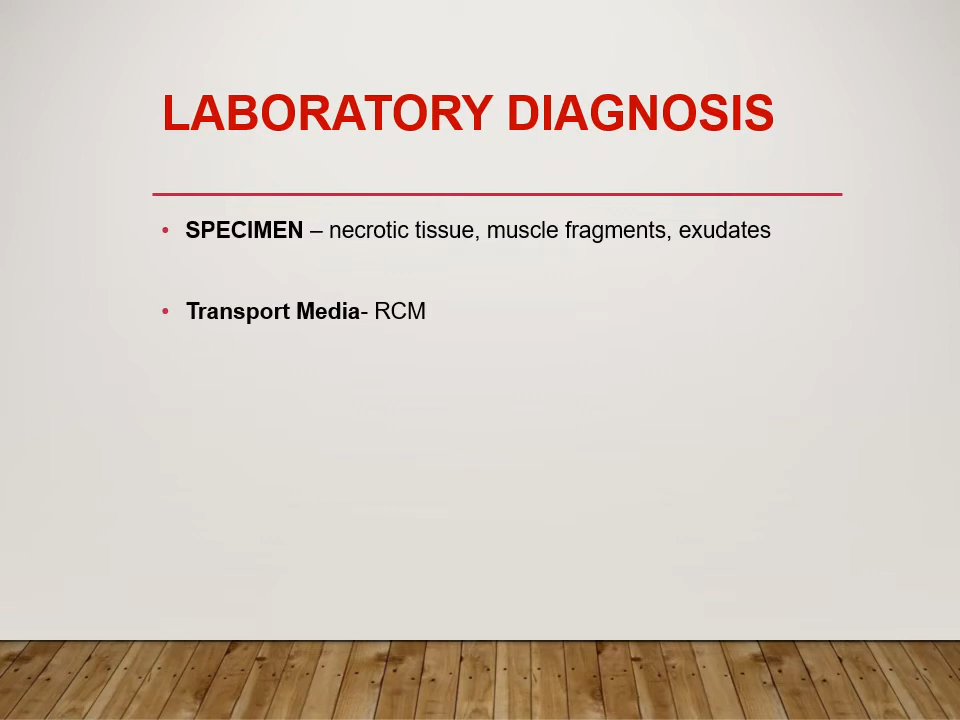 LABORATORY DIAGNOSIS
• SPECIMEN – necrotic tissue, muscle fragments, exudates
• Transport Media- RCM